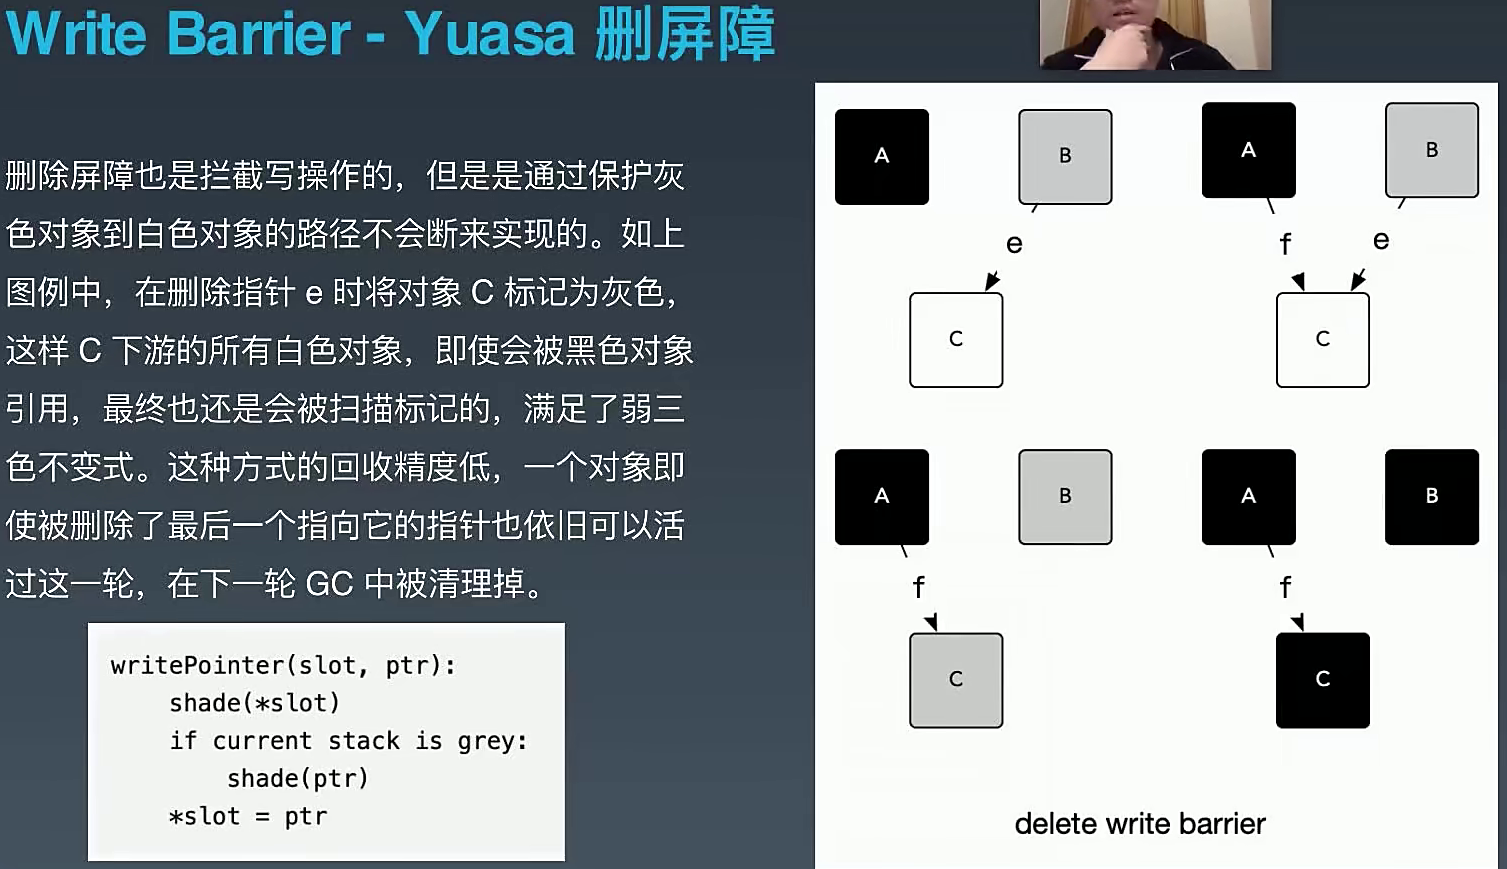 Write Barrier - Yuasa 删屏障
删除屏障也是拦截写操作的，但是是通过保护灰
色对象到白色对象的路径不会断来实现的。如上
图例中，在删除指针 e 时将对象 C 标记为灰色，
这样 C 下游的所有白色对象，即使会被黑色对象
引用，最终也还是会被扫描标记的，满足了弱三
色不变式。这种方式的回收精度低，一个对象即
使被删除了最后一个指向它的指针也依旧可以活
过这一轮，在下一轮 GC 中被清理掉。
writePointer(slot, ptr):
    shade(*slot)
    if current stack is grey:
        shade(ptr)
    *slot = ptr
A B A B
e f e
C C
A B A B
f f
C C
delete write barrier